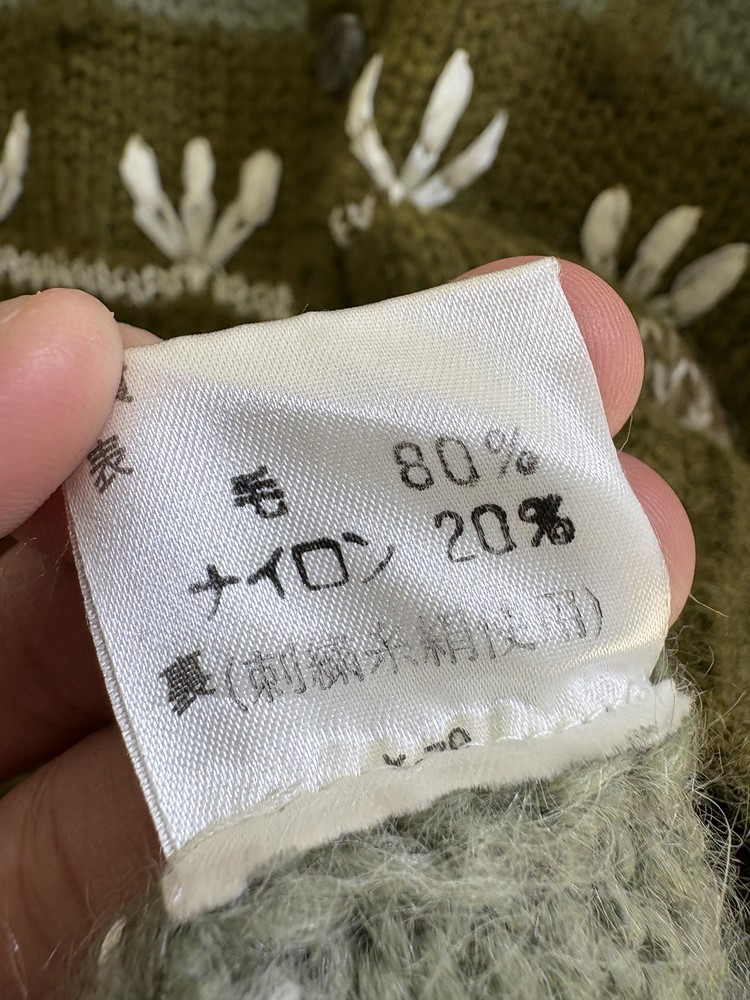 表
毛 80%
ナイロン 20%
裏(刺繍糸絹使用)